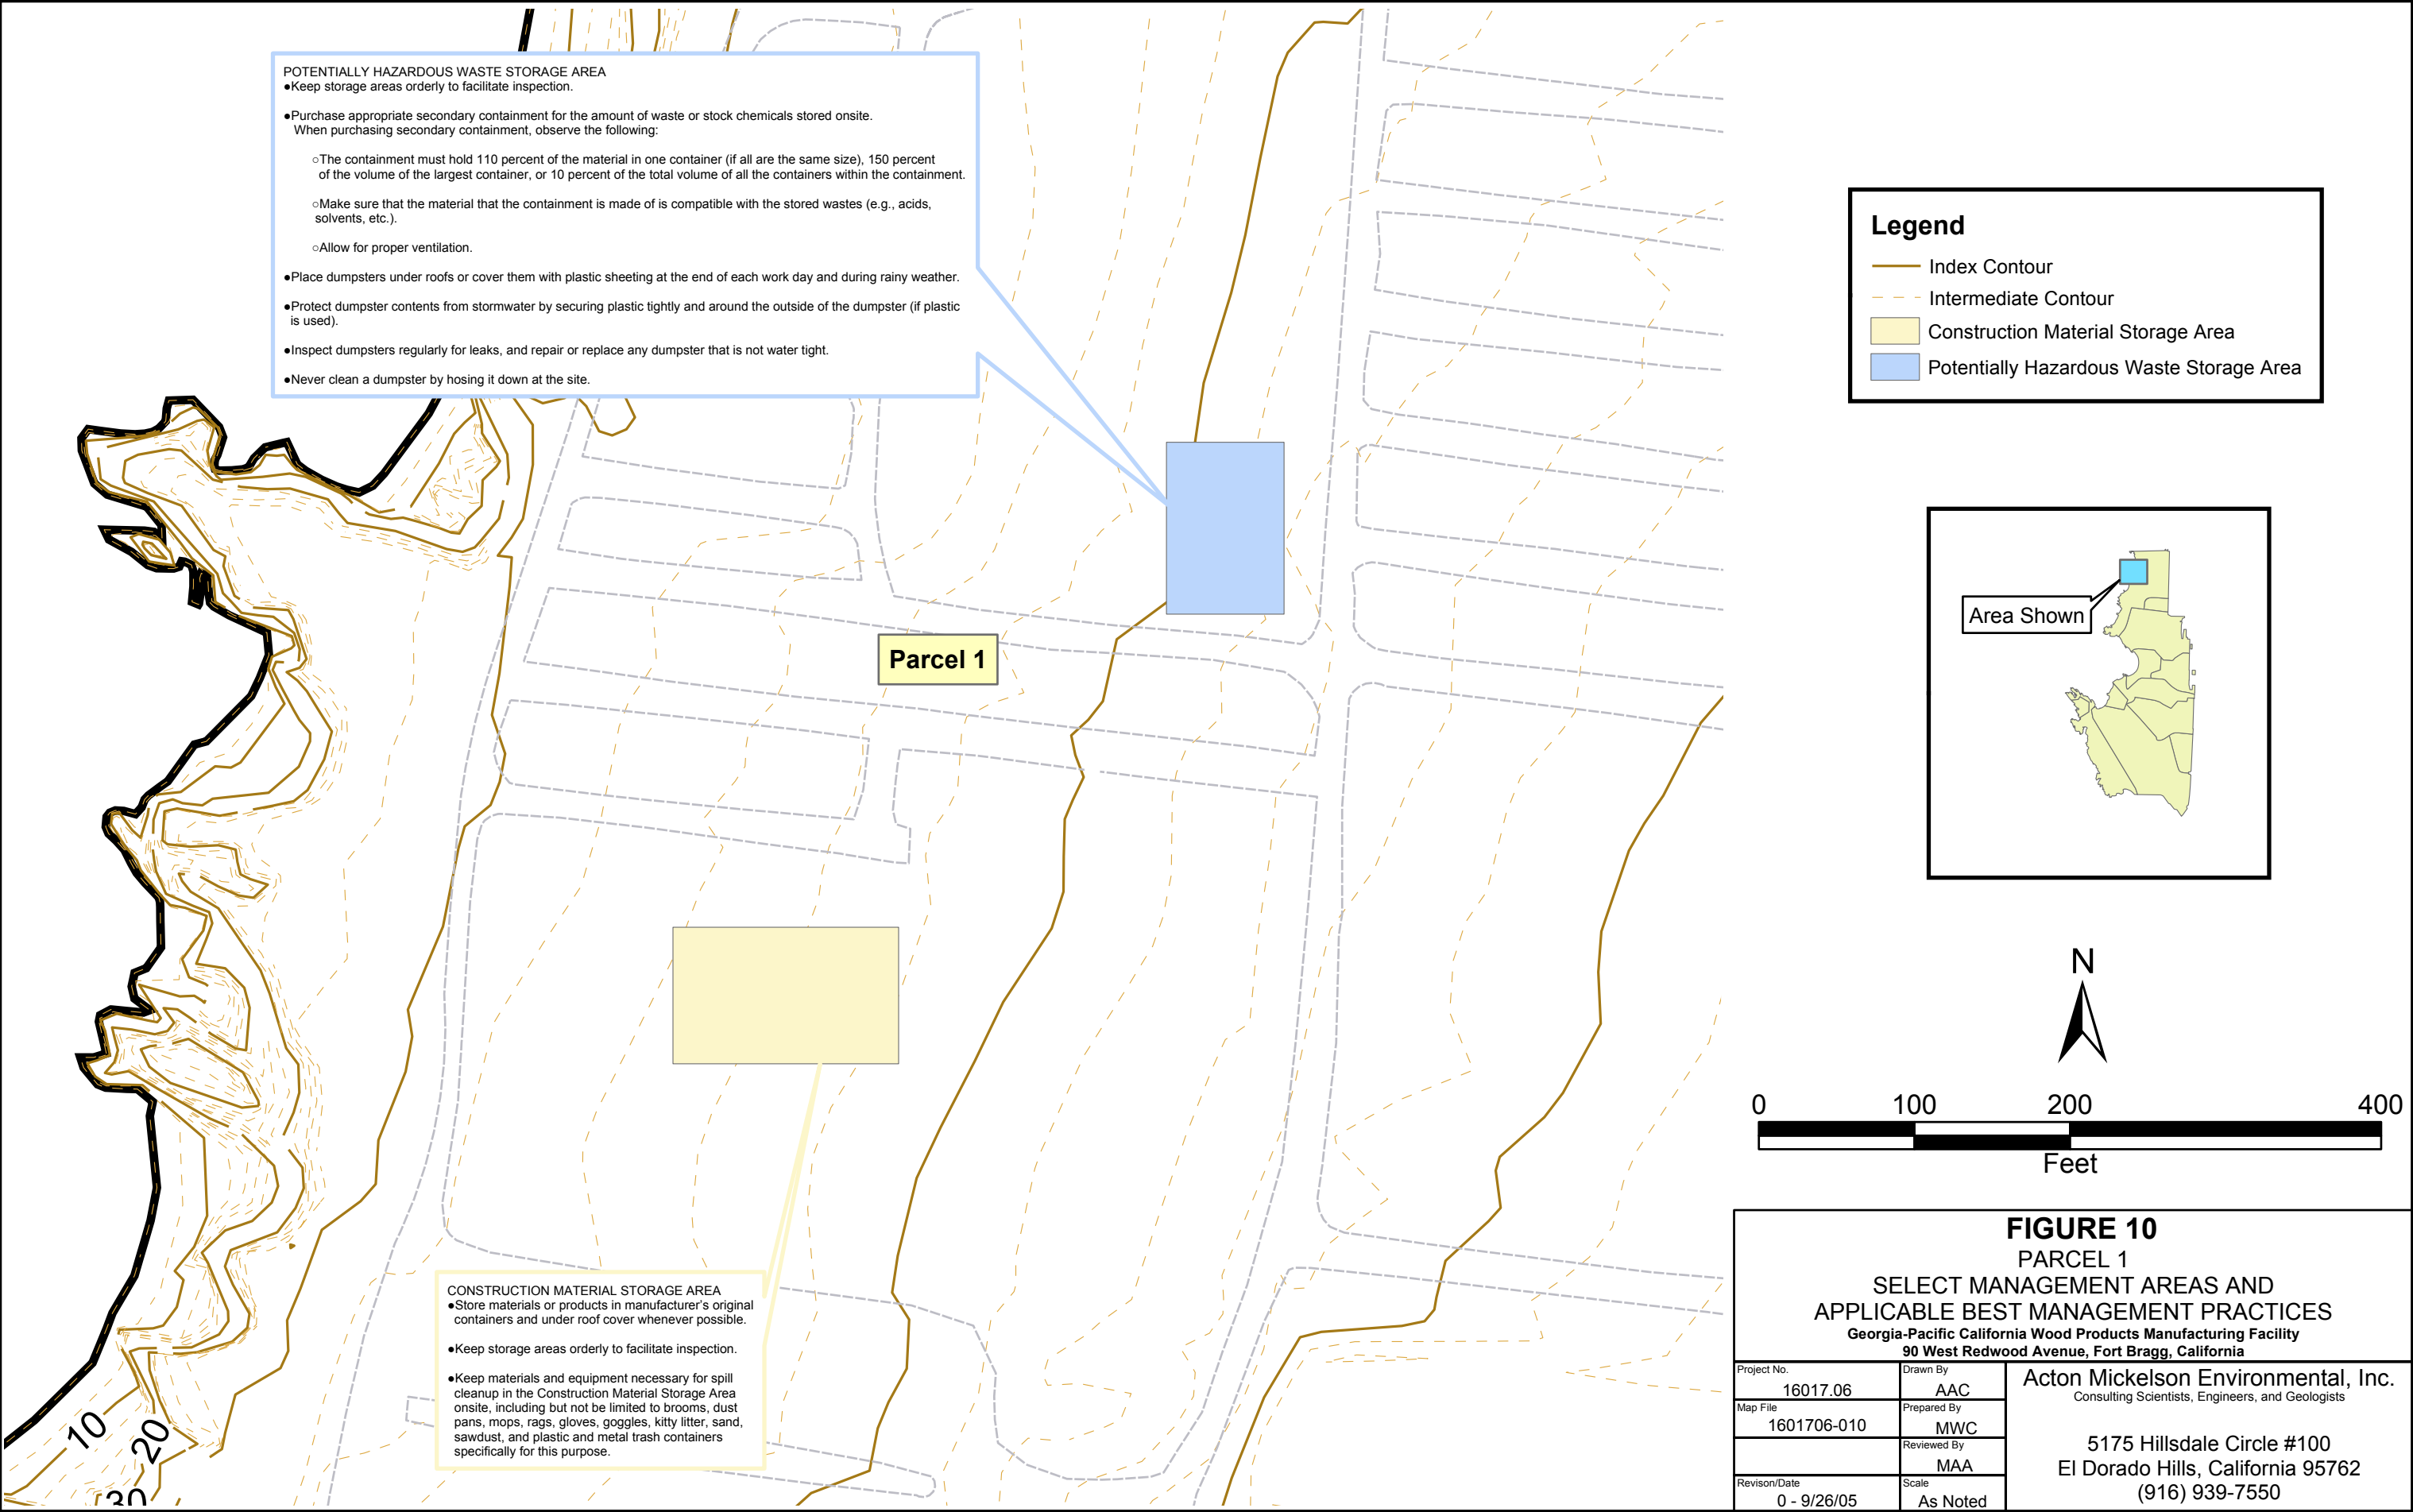 POTENTIALLY HAZARDOUS WASTE STORAGE AREA
●Keep storage areas orderly to facilitate inspection.
●Purchase appropriate secondary containment for the amount of waste or stock chemicals stored onsite.
When purchasing secondary containment, observe the following:
○The containment must hold 110 percent of the material in one container (if all are the same size), 150 percent
of the volume of the largest container, or 10 percent of the total volume of all the containers within the containment.
○Make sure that the material that the containment is made of is compatible with the stored wastes (e.g., acids,
solvents, etc.).
○Allow for proper ventilation.
●Place dumpsters under roofs or cover them with plastic sheeting at the end of each work day and during rainy weather.
●Protect dumpster contents from stormwater by securing plastic tightly and around the outside of the dumpster (if plastic
is used).
●Inspect dumpsters regularly for leaks, and repair or replace any dumpster that is not water tight.
●Never clean a dumpster by hosing it down at the site.
Parcel 1
CONSTRUCTION MATERIAL STORAGE AREA
●Store materials or products in manufacturer's original
containers and under roof cover whenever possible.
●Keep storage areas orderly to facilitate inspection.
●Keep materials and equipment necessary for spill
cleanup in the Construction Material Storage Area
onsite, including but not be limited to brooms, dust
pans, mops, rags, gloves, goggles, kitty litter, sand,
sawdust, and plastic and metal trash containers
specifically for this purpose.
10
20
30
Legend
Index Contour
Intermediate Contour
Construction Material Storage Area
Potentially Hazardous Waste Storage Area
Area Shown
N
0 100 200 400
Feet
FIGURE 10
PARCEL 1
SELECT MANAGEMENT AREAS AND
APPLICABLE BEST MANAGEMENT PRACTICES
Georgia-Pacific California Wood Products Manufacturing Facility
90 West Redwood Avenue, Fort Bragg, California
Project No.
16017.06
Drawn By
AAC
Map File
1601706-010
Prepared By
MWC
Reviewed By
MAA
Revison/Date
0 - 9/26/05
Scale
As Noted
Acton Mickelson Environmental, Inc.
Consulting Scientists, Engineers, and Geologists
5175 Hillsdale Circle #100
El Dorado Hills, California 95762
(916) 939-7550